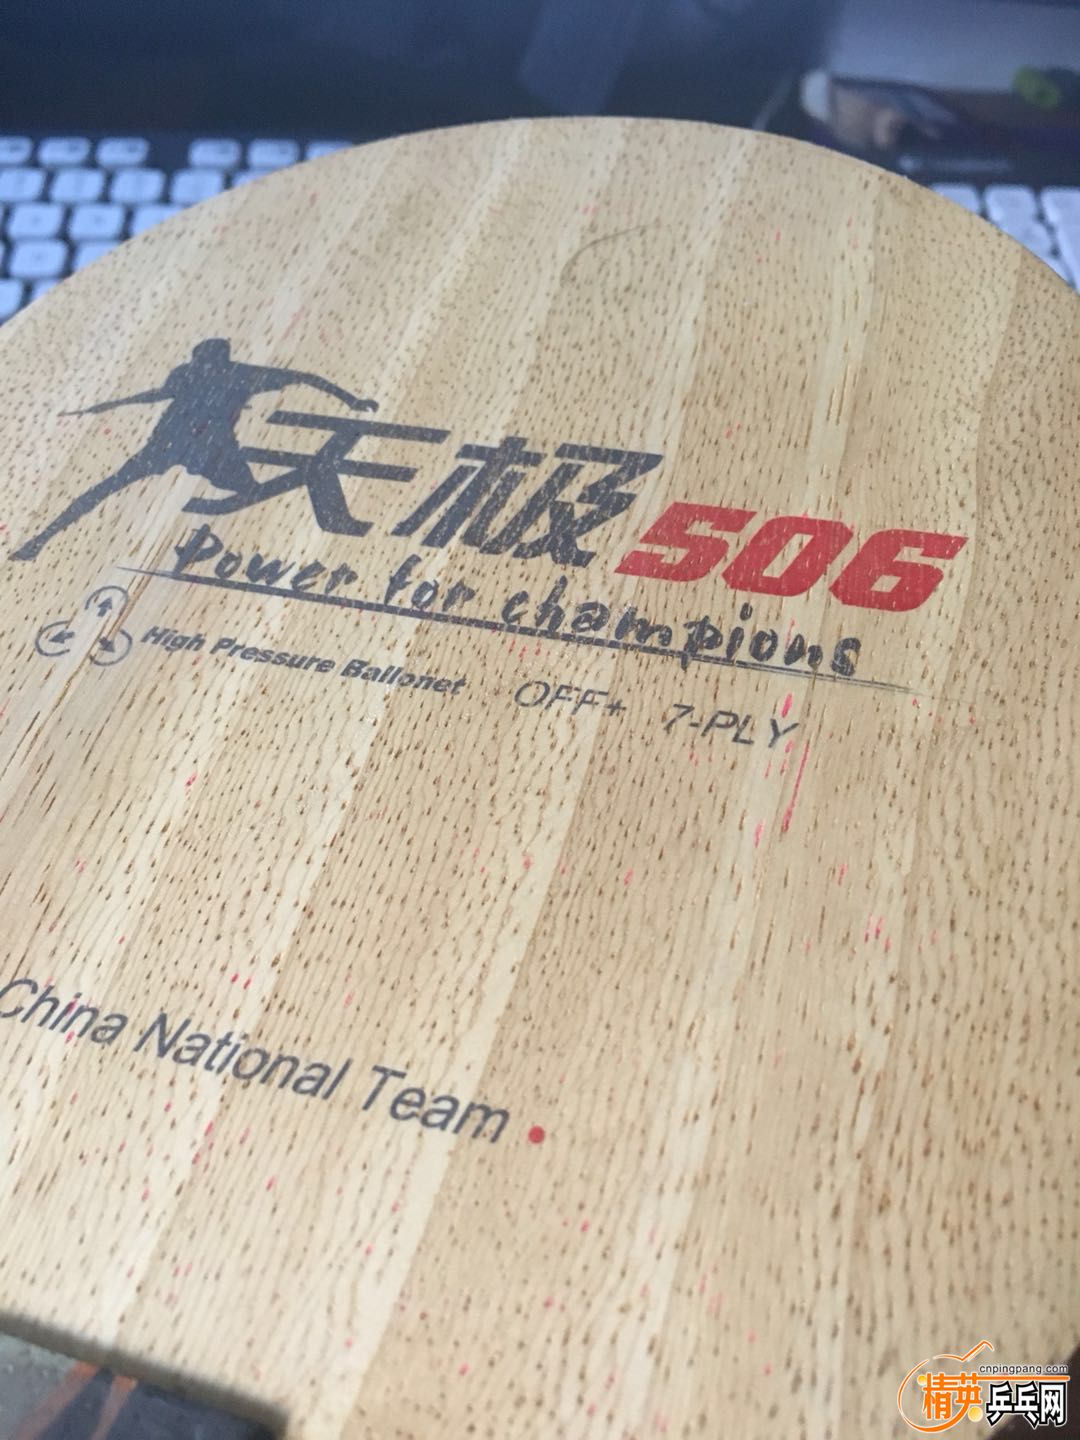 天极506
Power for champions
High Pressure Ballonet OFF+ 7-PLY
China National Team
cnpingpang.com
精英乒乓网